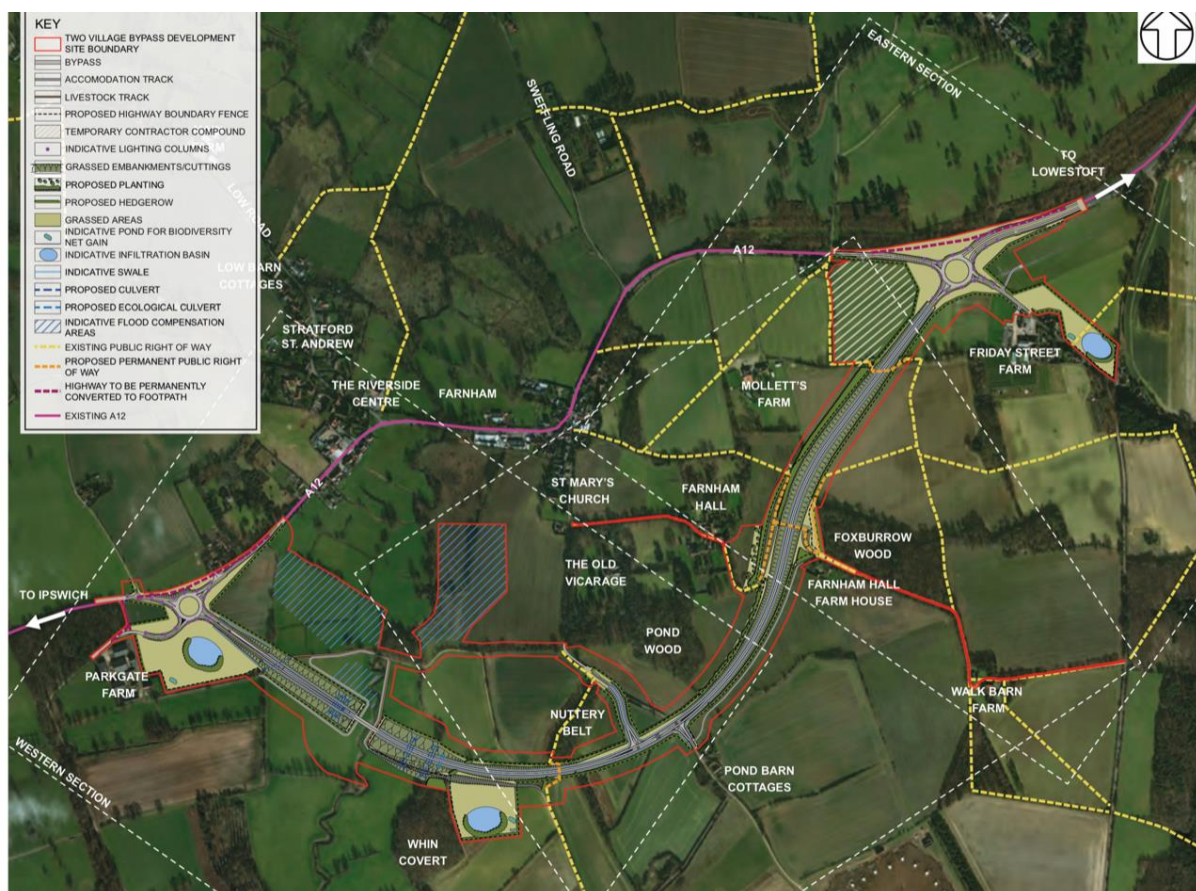 KEY
TWO VILLAGE BYPASS DEVELOPMENT
SITE BOUNDARY
BYPASS
ACCOMODATION TRACK
LIVESTOCK TRACK
PROPOSED HIGHWAY BOUNDARY FENCE
TEMPORARY CONTRACTOR COMPOUND
INDICATIVE LIGHTING COLUMNS
GRASSED EMBANKMENTS/CUTTINGS
PROPOSED PLANTING
PROPOSED HEDGEROW
GRASSED AREAS
INDICATIVE POND FOR BIODIVERSITY
NET GAIN
INDICATIVE INFILTRATION BASIN
INDICATIVE SWALE
PROPOSED CULVERT
PROPOSED ECOLOGICAL CULVERT
INDICATIVE FLOOD COMPENSATION
AREAS
EXISTING PUBLIC RIGHT OF WAY
PROPOSED PERMANENT PUBLIC RIGHT
OF WAY
HIGHWAY TO BE PERMANENTLY
CONVERTED TO FOOTPATH
EXISTING A12
LOW ROAD
LOW BARN
COTTAGES
EASTERN SECTION
SWEFFLING ROAD
TO
LOWESTOFT
A12
STRATFORD
ST. ANDREW
THE RIVERSIDE
CENTRE
FARNHAM
MOLLETT'S
FARM
FRIDAY STREET
FARM
A12
ST MARY'S
CHURCH
FARNHAM
HALL
FOXBURROW
WOOD
THE OLD
VICARAGE
FARNHAM HALL
FARM HOUSE
TO IPSWICH
POND
WOOD
PARKGATE
FARM
WALK BARN
FARM
NUTTERY
BELT
WESTERN SECTION
POND BARN
COTTAGES
WHIN
COVERT